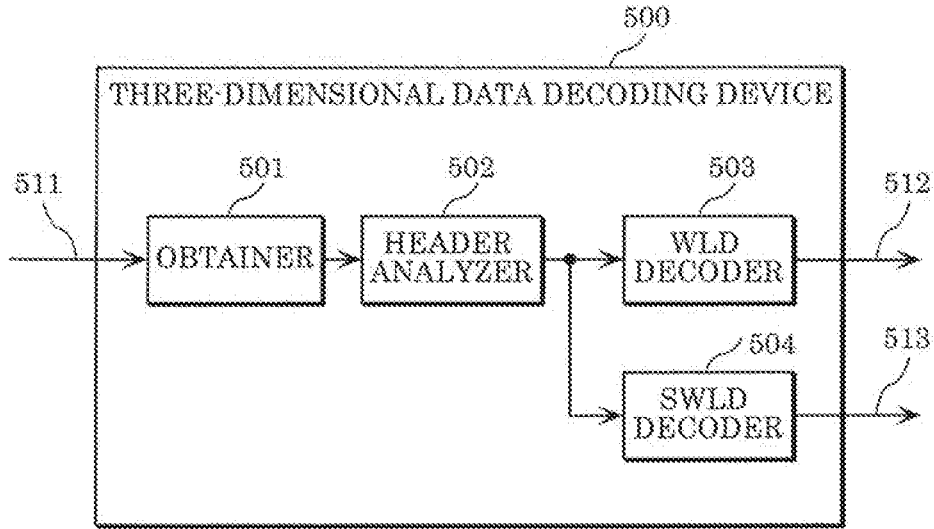 500
THREE-DIMENSIONAL DATA DECODING DEVICE
511
501
502
503
512
OBTAINER
HEADER
ANALYZER
WLD
DECODER
504
513
SWLD
DECODER